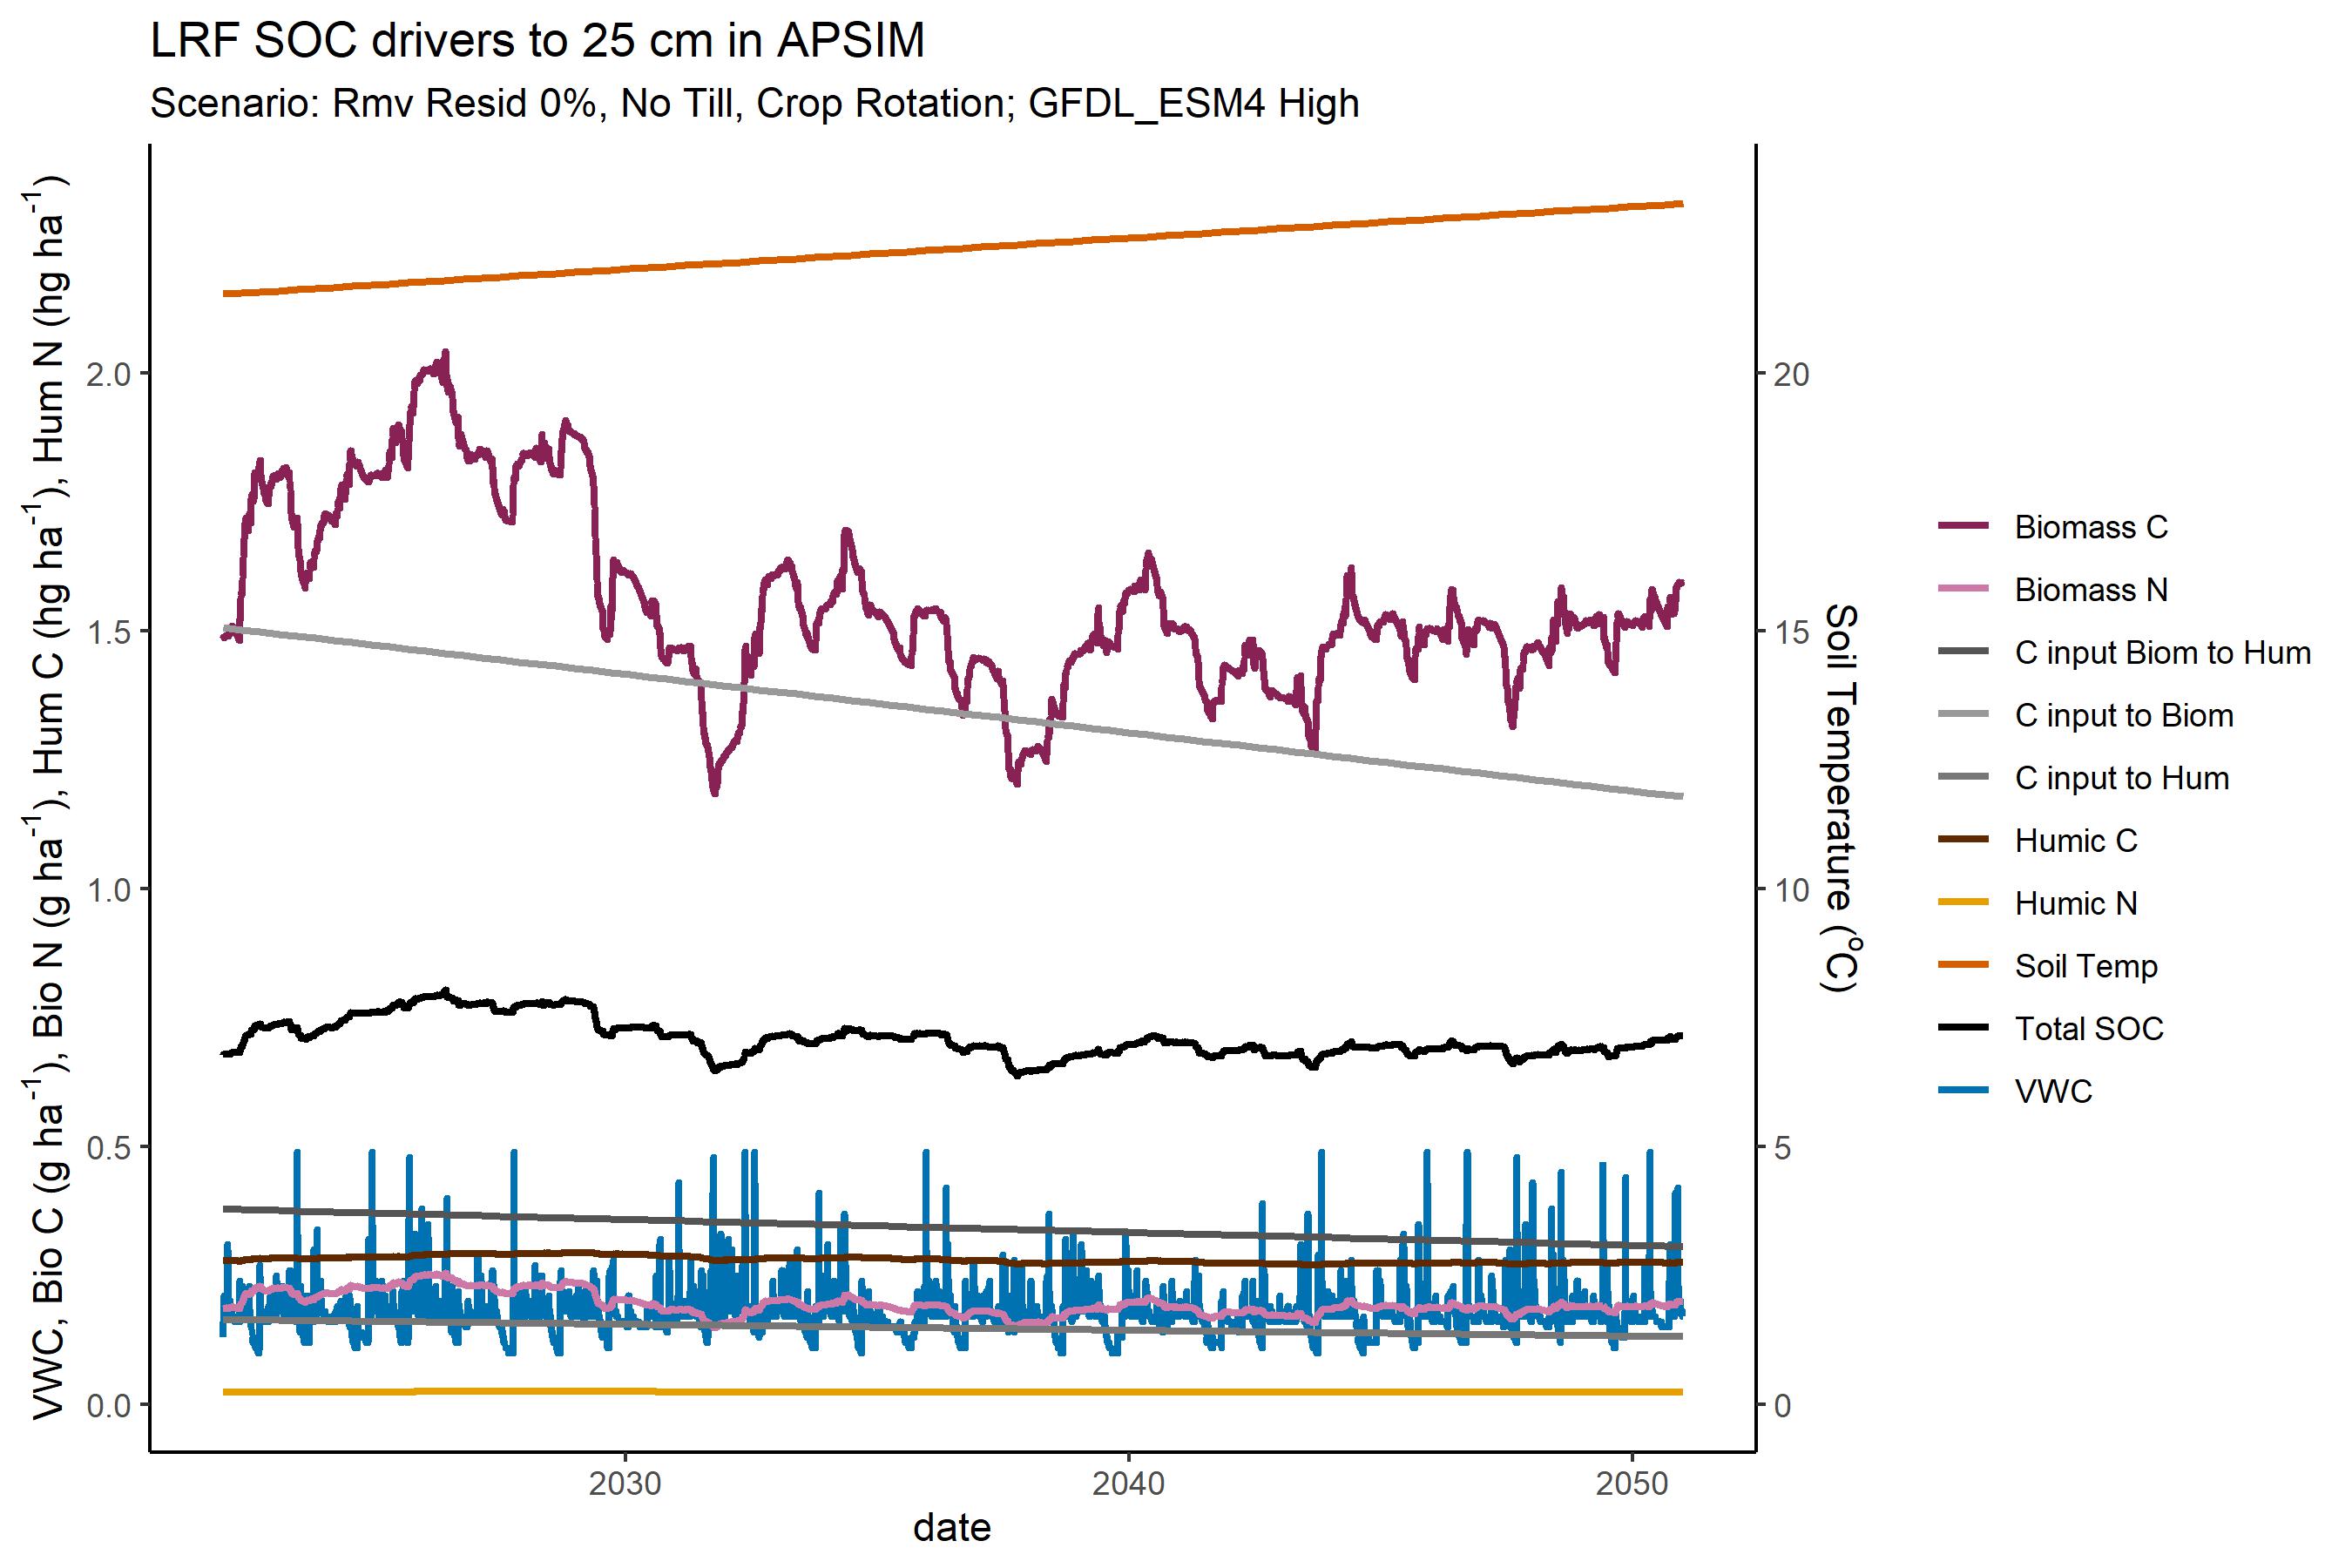 LRF SOC drivers to 25 cm in APSIM
Scenario: Rmv Resid 0%, No Till, Crop Rotation; GFDL_ESM4 High
VWC, Bio C (g ha⁻¹), Bio N (g ha⁻¹), Hum C (hg ha⁻¹), Hum N (hg ha⁻¹)
2.0
1.5
1.0
0.5
0.0
20
15
10
5
0
Soil Temperature (ºC)
2030
2040
2050
date
Biomass C
Biomass N
C input Biom to Hum
C input to Biom
C input to Hum
Humic C
Humic N
Soil Temp
Total SOC
VWC